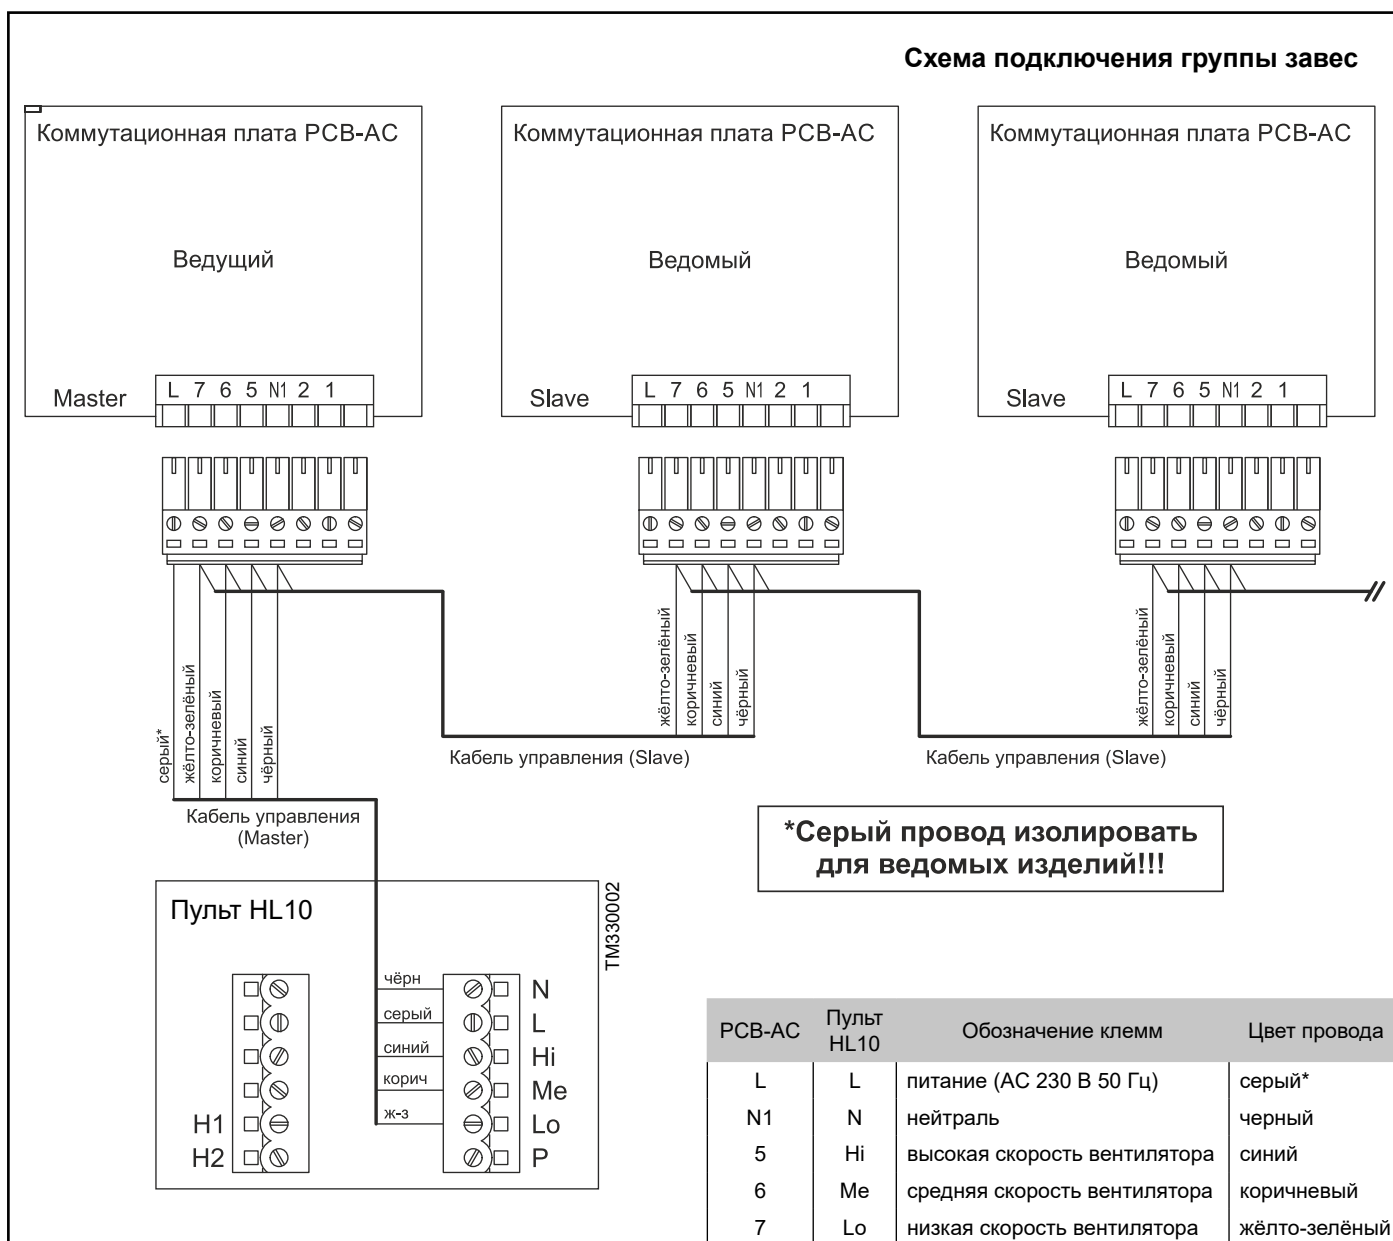 Схема подключения группы завес
Коммутационная плата PCB-AC
Ведущий
Master
L 7 6 5 N1 2 1
Коммутационная плата PCB-AC
Ведомый
Slave
L 7 6 5 N1 2 1
Коммутационная плата PCB-AC
Ведомый
Slave
L 7 6 5 N1 2 1
серый*
жёлто-зелёный
коричневый
синий
чёрный
жёлто-зелёный
коричневый
синий
чёрный
жёлто-зелёный
коричневый
синий
чёрный
Кабель управления (Slave)
Кабель управления (Slave)
Кабель управления
(Master)
*Серый провод изолировать
для ведомых изделий!!!
Пульт HL10
TM330002
H1
H2
чёрн
серый
синий
корич
ж-з
N
L
Hi
Me
Lo
P
PCB-AC Пульт HL10 Обозначение клемм Цвет провода
L L питание (АС 230 В 50 Гц) серый*
N1 N нейтраль черный
5 Hi высокая скорость вентилятора синий
6 Me средняя скорость вентилятора коричневый
7 Lo низкая скорость вентилятора жёлто-зелёный